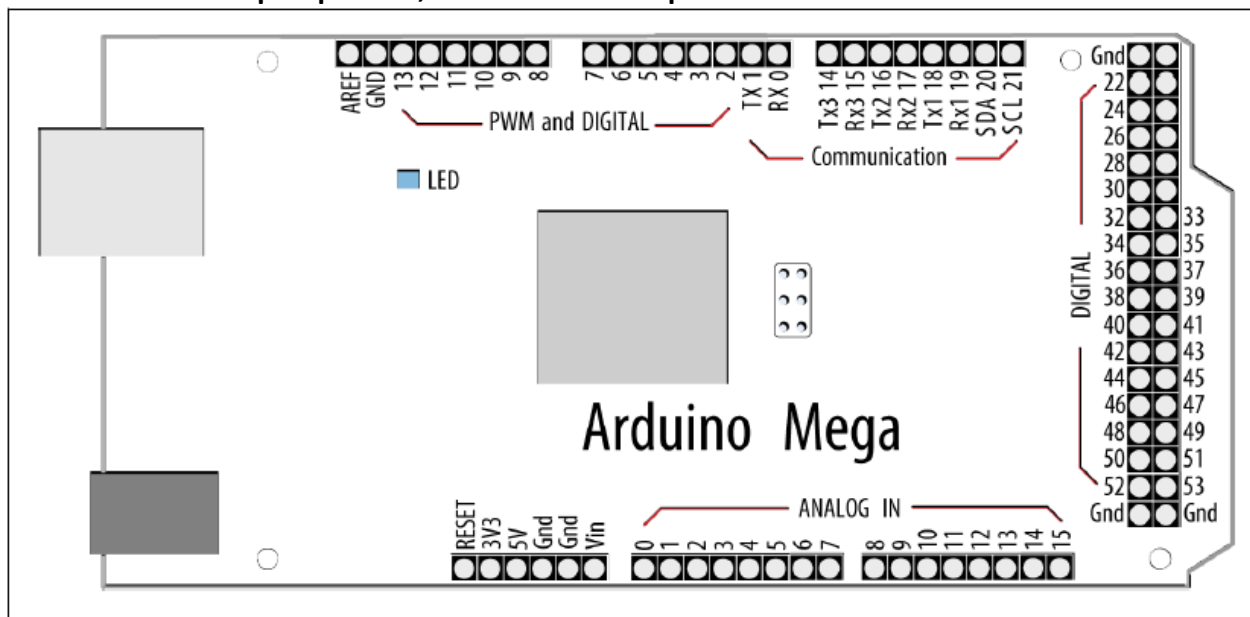 AREF GND 13 12 11 10 9 8 7 6 5 4 3 2 TX 1 RX 0 Tx3 14 Rx3 15 Tx2 16 Rx2 17 Tx1 18 Rx1 19 SDA 20 SCL 21
PWM and DIGITAL
Communication
LED
Gnd
22
24
26
28
30
32 33
34 35
36 37
38 39
40 41
42 43
44 45
46 47
48 49
50 51
52 53
Gnd Gnd
DIGITAL
Arduino Mega
ANALOG IN
RESET 3V3 5V Gnd Gnd Vin 0 1 2 3 4 5 6 7 8 9 10 11 12 13 14 15